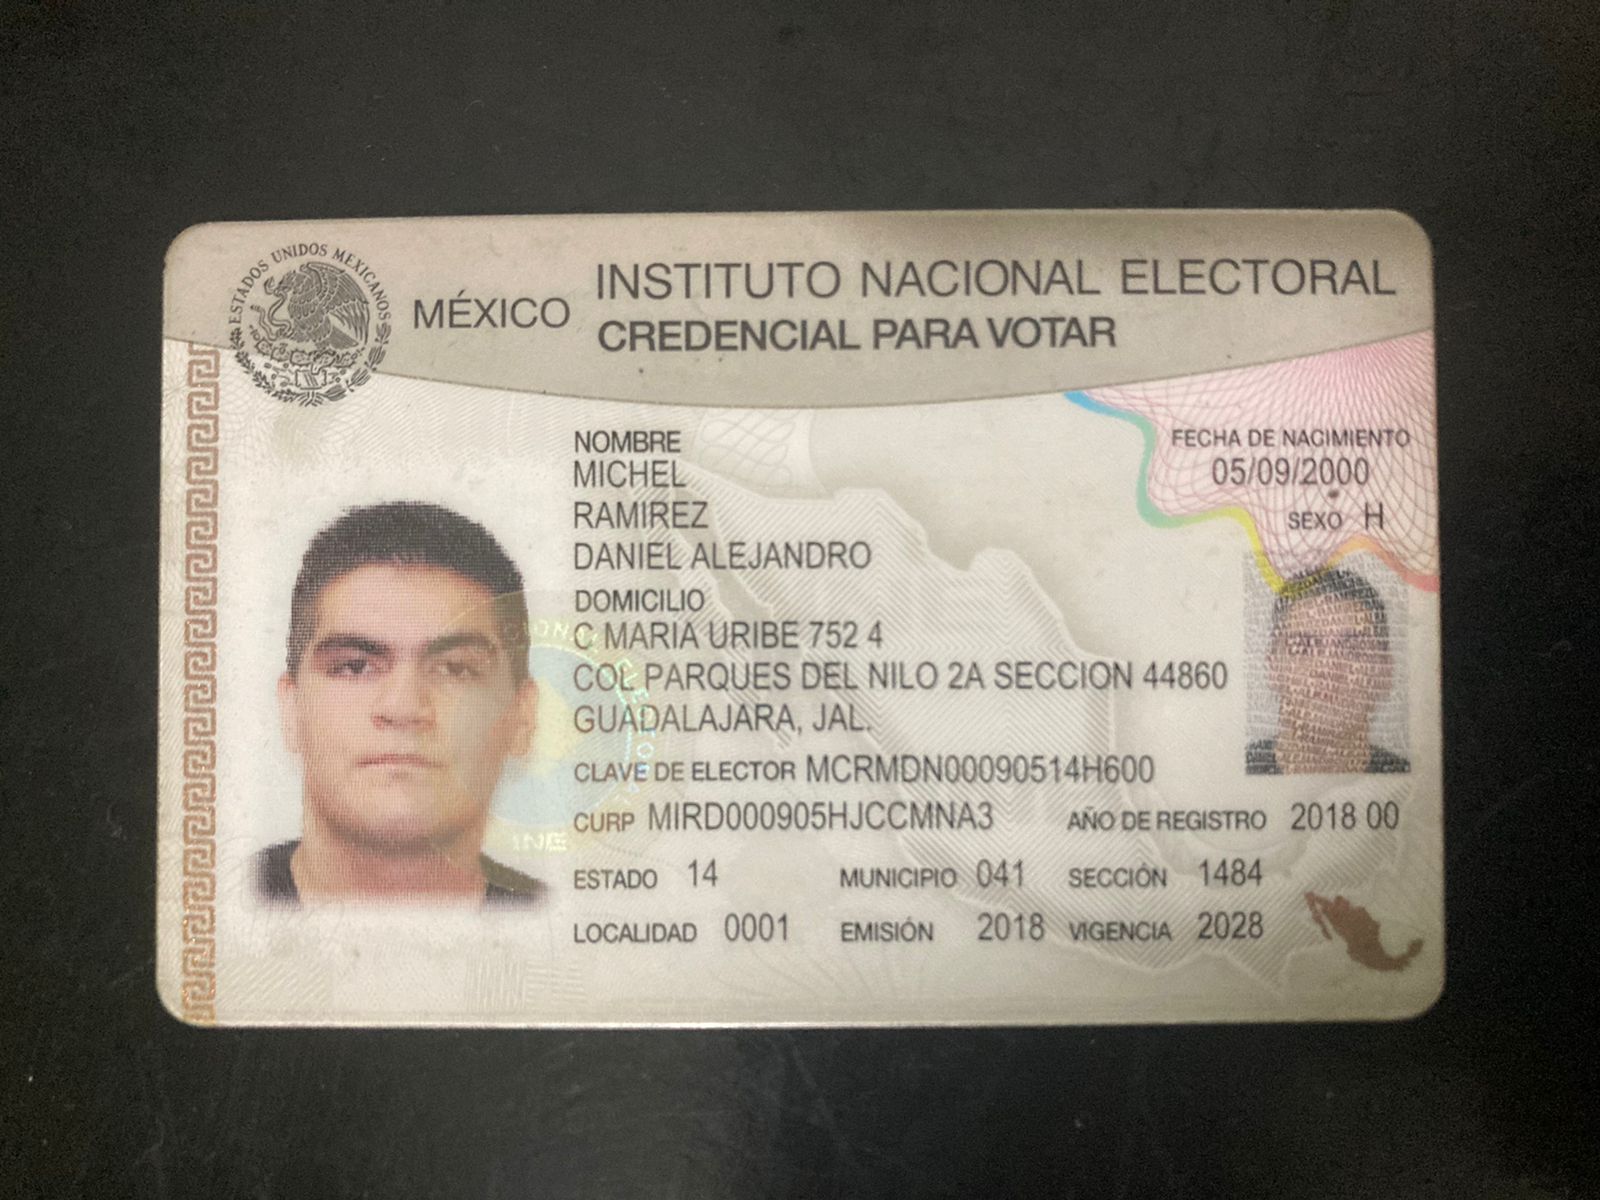 ESTADOS UNIDOS MEXICANOS
MÉXICO
INSTITUTO NACIONAL ELECTORAL
CREDENCIAL PARA VOTAR
NOMBRE
MICHEL
RAMIREZ
DANIEL ALEJANDRO
FECHA DE NACIMIENTO
05/09/2000
SEXO H
DOMICILIO
C MARIA URIBE 752 4
COL PARQUES DEL NILO 2A SECCION 44860
GUADALAJARA, JAL.
CLAVE DE ELECTOR MCRMDN00090514H600
CURP MIRD000905HJCCMNA3 AÑO DE REGISTRO 2018 00
ESTADO 14 MUNICIPIO 041 SECCIÓN 1484
LOCALIDAD 0001 EMISIÓN 2018 VIGENCIA 2028
INE